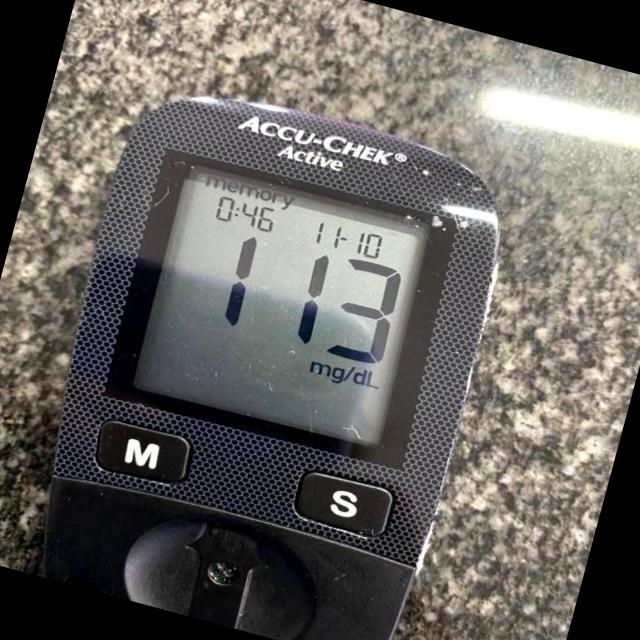 ACCU-CHEK®
Active
memory
0:46 11-10
113
mg/dL
M
S